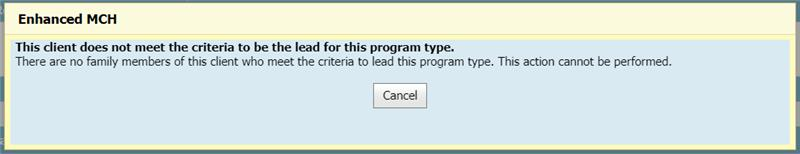 Enhanced MCH
This client does not meet the criteria to be the lead for this program type.
There are no family members of this client who meet the criteria to lead this program type. This action cannot be performed.
Cancel